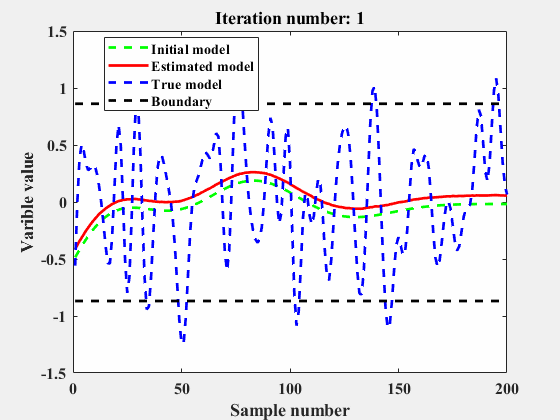 Iteration number: 1
1.5
1
0.5
0
-0.5
-1
-1.5
Varible value
Initial model
Estimated model
True model
Boundary
0
50
100
150
200
Sample number